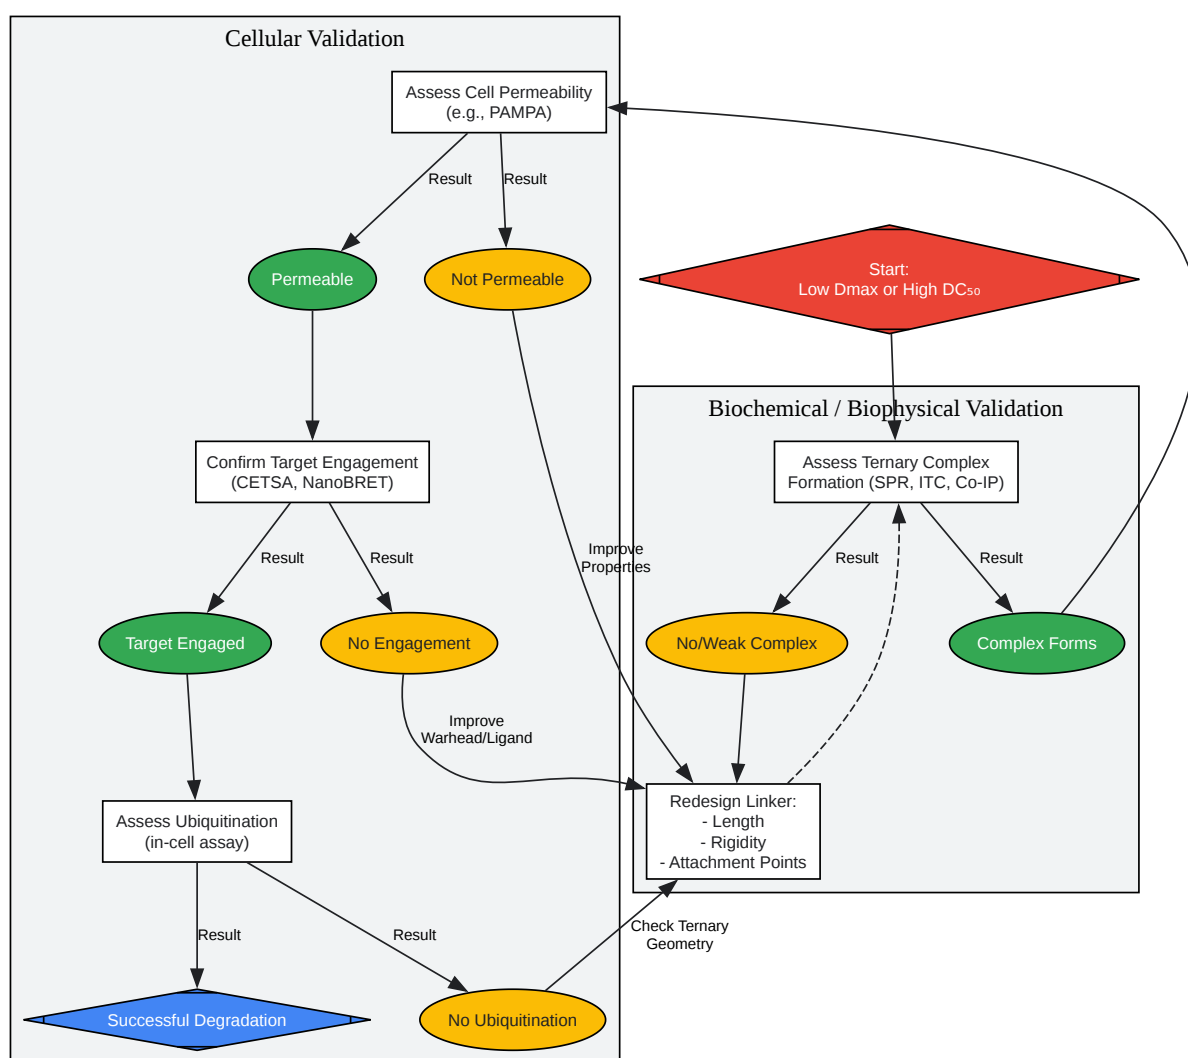 Cellular Validation
Assess Cell Permeability
(e.g., PAMPA)
Result
Result
Permeable
Not Permeable
Start:
Low Dmax or High DC₅₀
Biochemical / Biophysical Validation
Confirm Target Engagement
(CETSA, NanoBRET)
Assess Ternary Complex
Formation (SPR, ITC, Co-IP)
Result
Result
Improve
Properties
Result
Result
Target Engaged
No Engagement
No/Weak Complex
Complex Forms
Improve
Warhead/Ligand
Assess Ubiquitination
(in-cell assay)
Redesign Linker:
- Length
- Rigidity
- Attachment Points
Result
Result
Check Ternary
Geometry
Successful Degradation
No Ubiquitination